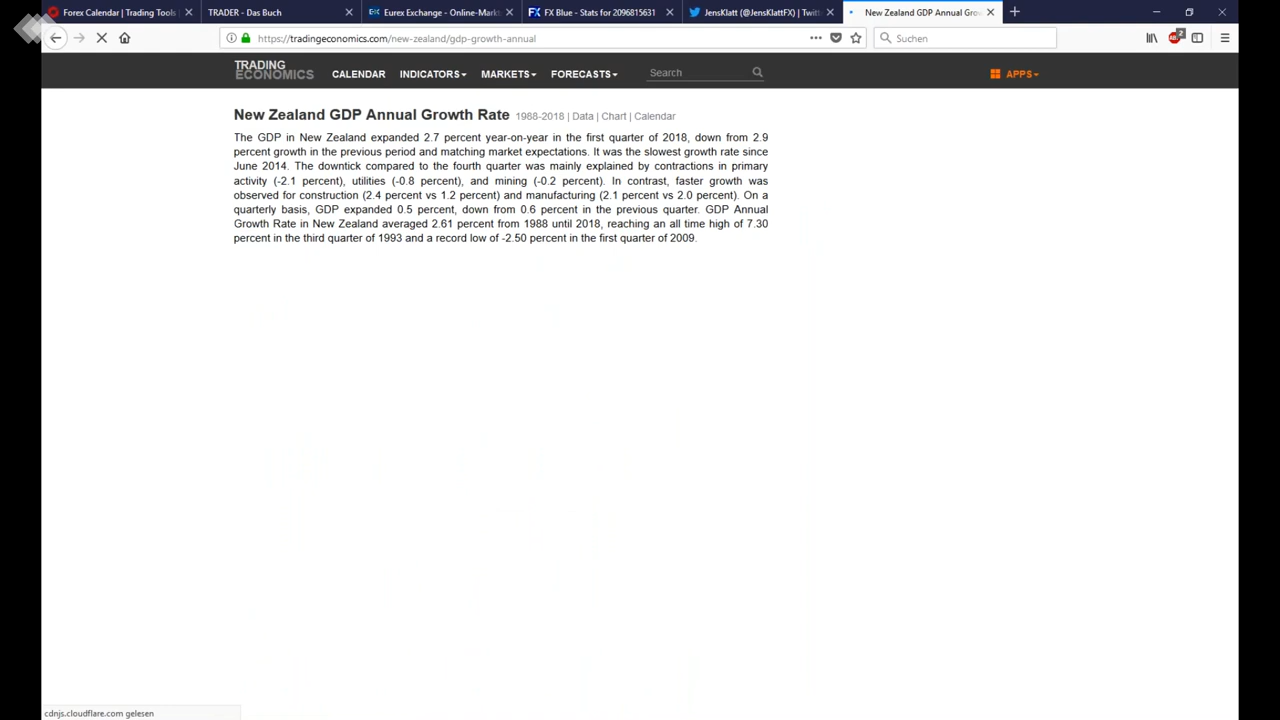 Forex Calendar | Trading Tools
TRADER - Das Buch
Eurex Exchange - Online-Markt
FX Blue - Stats for 2096815631
JensKlatt (@JensKlattFX) | Twitt
New Zealand GDP Annual Grow
https://tradingeconomics.com/new-zealand/gdp-growth-annual
Suchen
ABP 2
TRADING ECONOMICS
CALENDAR INDICATORS MARKETS FORECASTS Search APPS
New Zealand GDP Annual Growth Rate 1988-2018 | Data | Chart | Calendar
The GDP in New Zealand expanded 2.7 percent year-on-year in the first quarter of 2018, down from 2.9
percent growth in the previous period and matching market expectations. It was the slowest growth rate since
June 2014. The downtick compared to the fourth quarter was mainly explained by contractions in primary
activity (-2.1 percent), utilities (-0.8 percent), and mining (-0.2 percent). In contrast, faster growth was
observed for construction (2.4 percent vs 1.2 percent) and manufacturing (2.1 percent vs 2.0 percent). On a
quarterly basis, GDP expanded 0.5 percent, down from 0.6 percent in the previous quarter. GDP Annual
Growth Rate in New Zealand averaged 2.61 percent from 1988 until 2018, reaching an all time high of 7.30
percent in the third quarter of 1993 and a record low of -2.50 percent in the first quarter of 2009.
cdnjs.cloudflare.com gelesen